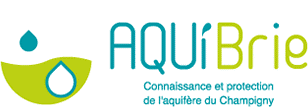 AQUiBrie
Connaissance et protection
de l'aquifère du Champigny